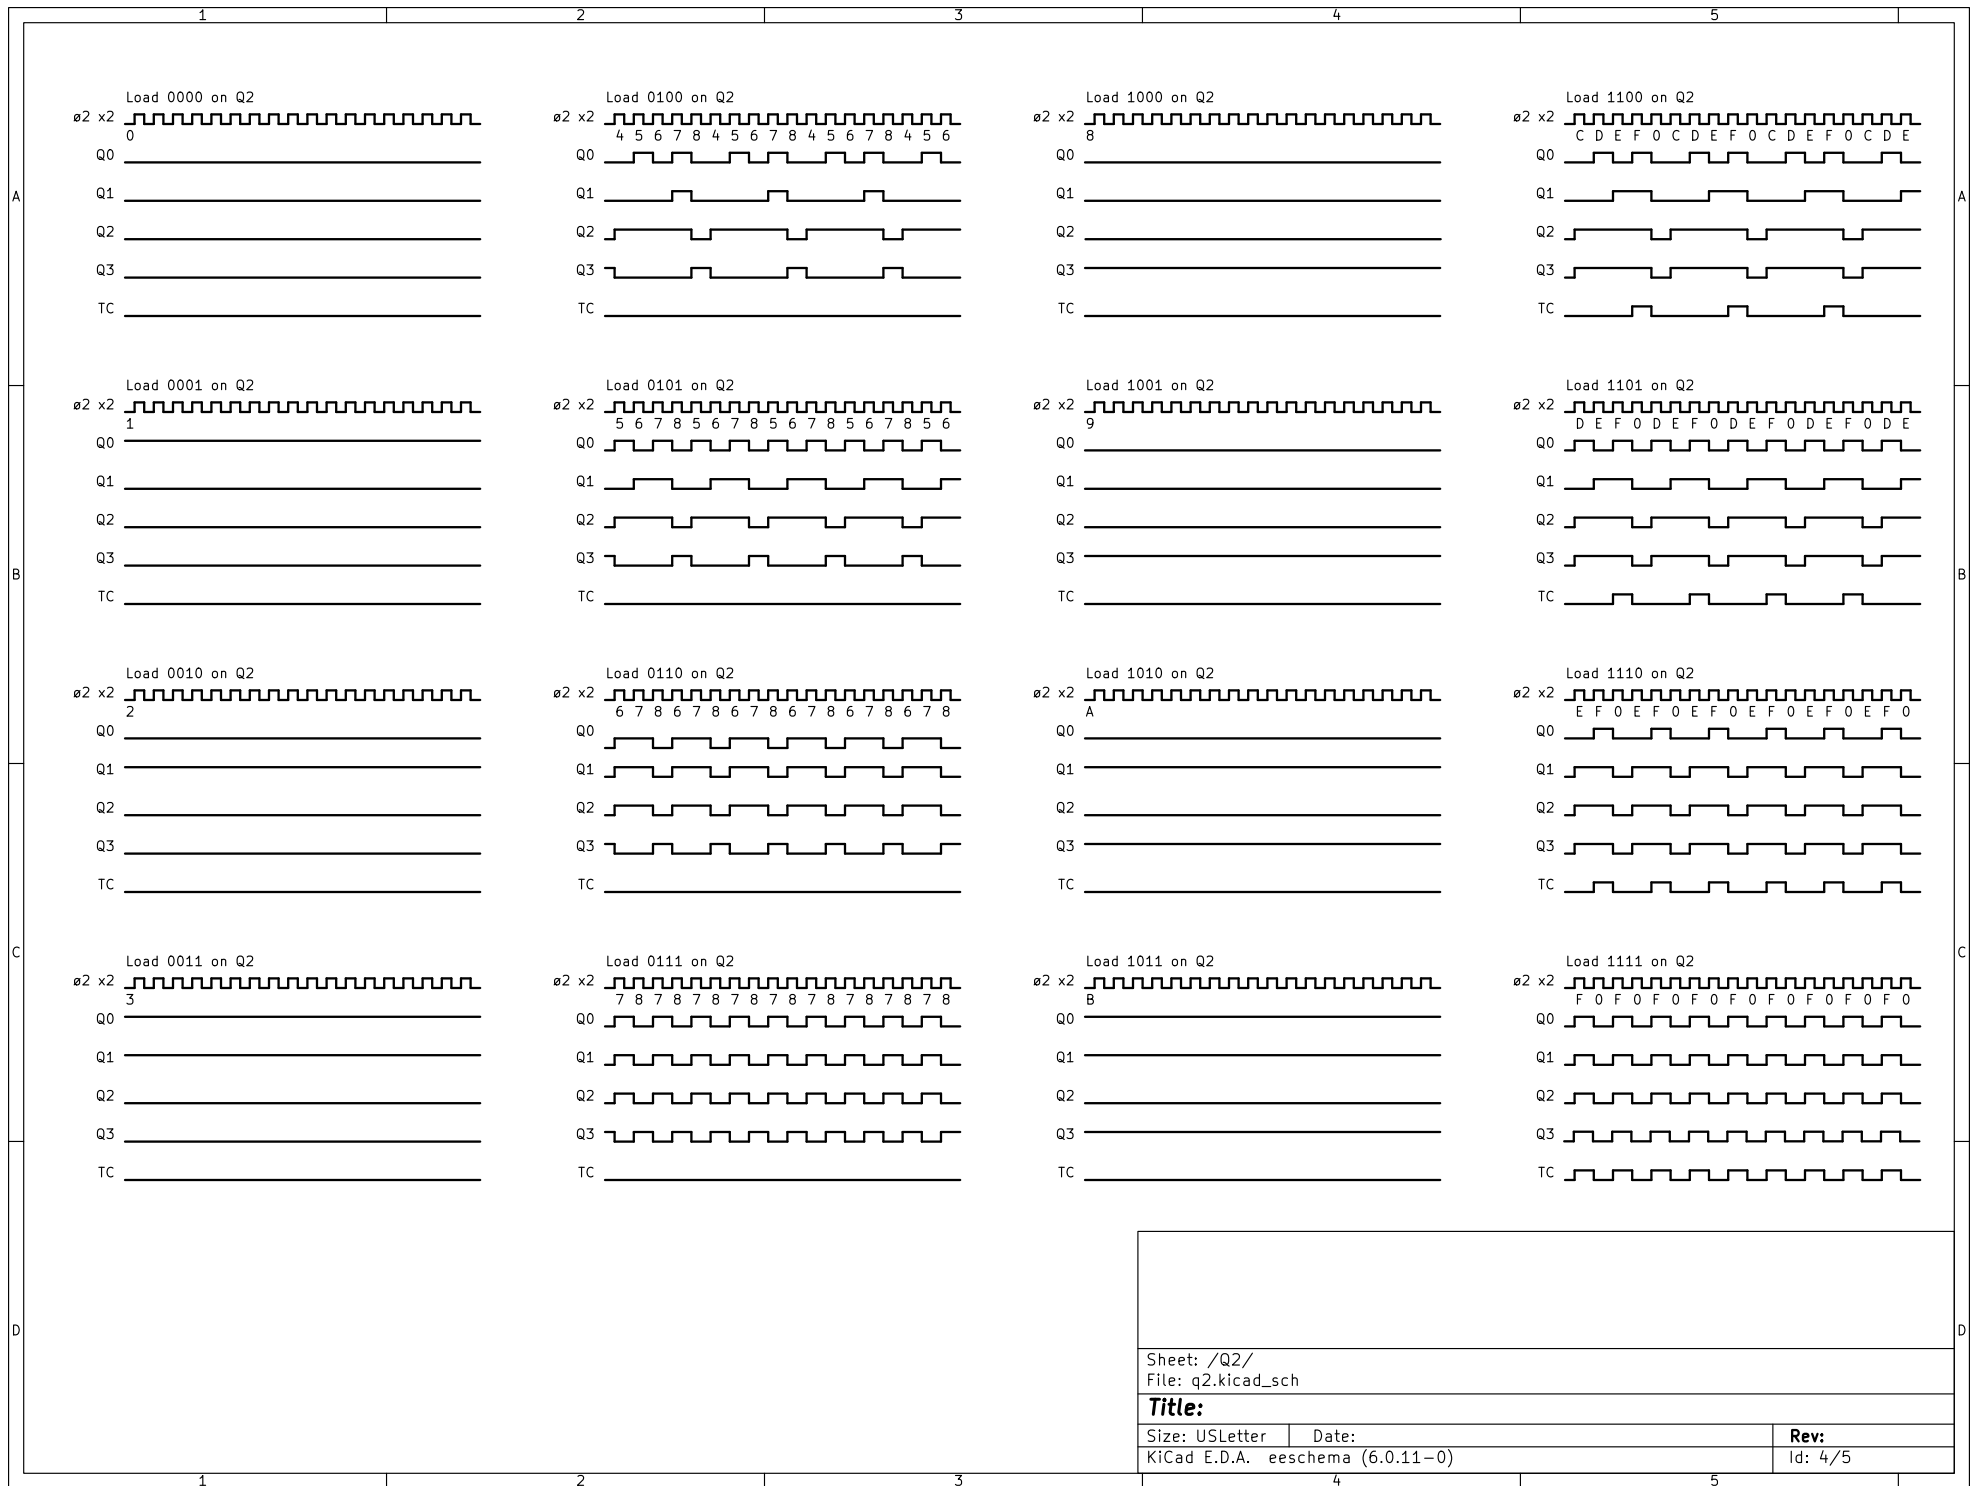 1 2 3 4 5
Load 0000 on Q2
ø2 x2
0
Q0
Q1
Q2
Q3
TC
Load 0100 on Q2
ø2 x2
4 5 6 7 8 4 5 6 7 8 4 5 6 7 8 4 5 6
Q0
Q1
Q2
Q3
TC
Load 1000 on Q2
ø2 x2
8
Q0
Q1
Q2
Q3
TC
Load 1100 on Q2
ø2 x2
C D E F 0 C D E F 0 C D E F 0 C D E
Q0
Q1
Q2
Q3
TC
A A
Load 0001 on Q2
ø2 x2
1
Q0
Q1
Q2
Q3
TC
Load 0101 on Q2
ø2 x2
5 6 7 8 5 6 7 8 5 6 7 8 5 6 7 8 5 6
Q0
Q1
Q2
Q3
TC
Load 1001 on Q2
ø2 x2
9
Q0
Q1
Q2
Q3
TC
Load 1101 on Q2
ø2 x2
D E F 0 D E F 0 D E F 0 D E F 0 D E
Q0
Q1
Q2
Q3
TC
B B
Load 0010 on Q2
ø2 x2
2
Q0
Q1
Q2
Q3
TC
Load 0110 on Q2
ø2 x2
6 7 8 6 7 8 6 7 8 6 7 8 6 7 8 6 7 8
Q0
Q1
Q2
Q3
TC
Load 1010 on Q2
ø2 x2
A
Q0
Q1
Q2
Q3
TC
Load 1110 on Q2
ø2 x2
E F 0 E F 0 E F 0 E F 0 E F 0 E F 0
Q0
Q1
Q2
Q3
TC
C C
Load 0011 on Q2
ø2 x2
3
Q0
Q1
Q2
Q3
TC
Load 0111 on Q2
ø2 x2
7 8 7 8 7 8 7 8 7 8 7 8 7 8 7 8 7 8
Q0
Q1
Q2
Q3
TC
Load 1011 on Q2
ø2 x2
B
Q0
Q1
Q2
Q3
TC
Load 1111 on Q2
ø2 x2
F 0 F 0 F 0 F 0 F 0 F 0 F 0 F 0 F 0
Q0
Q1
Q2
Q3
TC
D D
Sheet: /Q2/
File: q2.kicad_sch
Title:
Size: USLetter Date: Rev:
KiCad E.D.A. eeschema (6.0.11-0) Id: 4/5
1 2 3 4 5